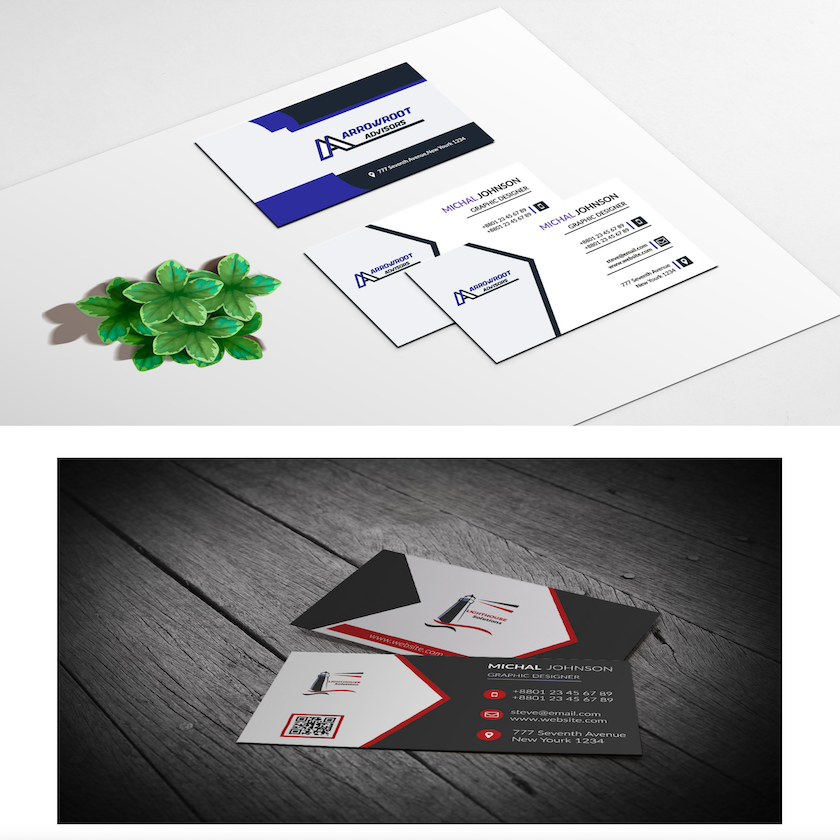 ARROWROOT
ADVISORS
777 Seventh Avenue,New Yourk 1234
MICHALJOHNSON
GRAPHIC DESIGNER
+8801 23 45 67 89
+8801 23 45 67 89
ARROWROOT
ADVISORS
MICHALJOHNSON
GRAPHIC DESIGNER
+8801 23 45 67 89
+8801 23 45 67 89
steve@email.com
www.website.com
777 Seventh Avenue
New Yourk 1234
ARROWROOT
ADVISORS
LIGHTHOUSE
Solutions
www.website.com
MICHAL JOHNSON
GRAPHIC DESIGNER
+8801 23 45 67 89
+8801 23 45 67 89
steve@email.com
www.website.com
777 Seventh Avenue
New Yourk 1234
LIGHTHOUSE
Solutions